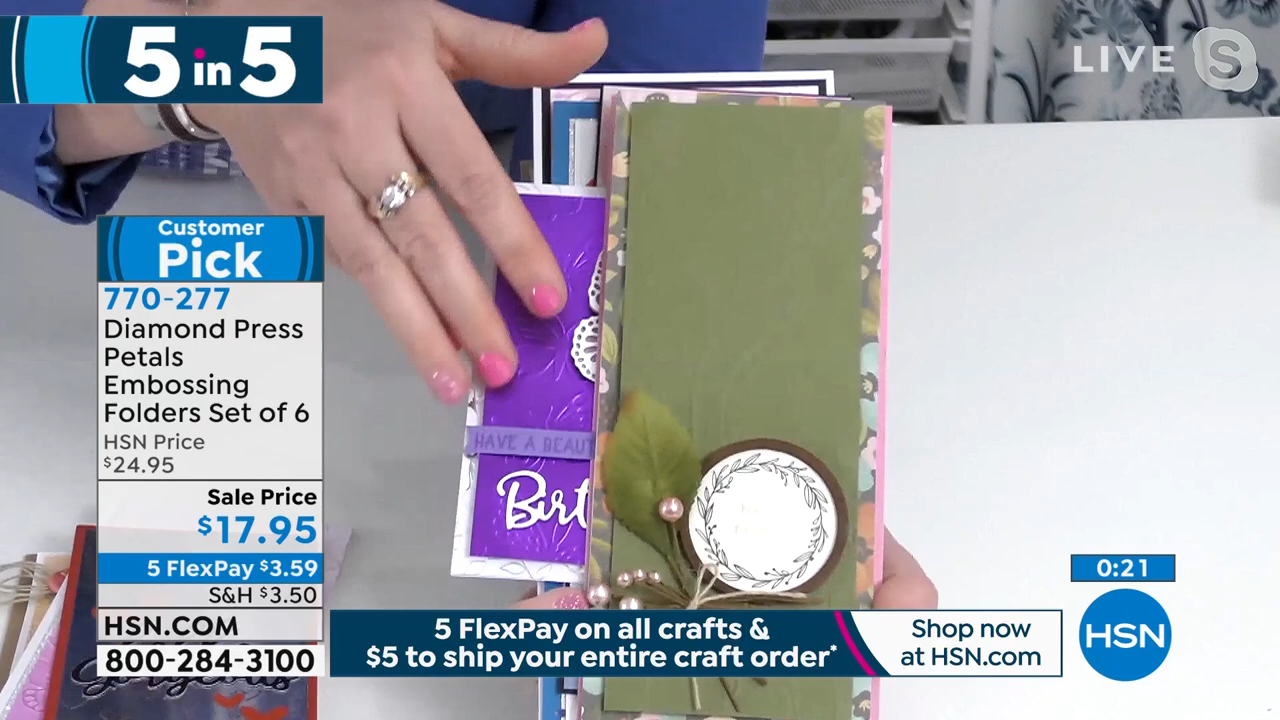 5 in 5
LIVE S
Customer
Pick
770-277
Diamond Press
Petals
Embossing
Folders Set of 6
HSN Price
$24.95
Sale Price
$17.95
5 FlexPay $3.59
S&H $3.50
HSN.COM
800-284-3100
HAVE A BEAUT
Birt
0:21
5 FlexPay on all crafts &
$5 to ship your entire craft order*
Shop now
at HSN.com
HSN